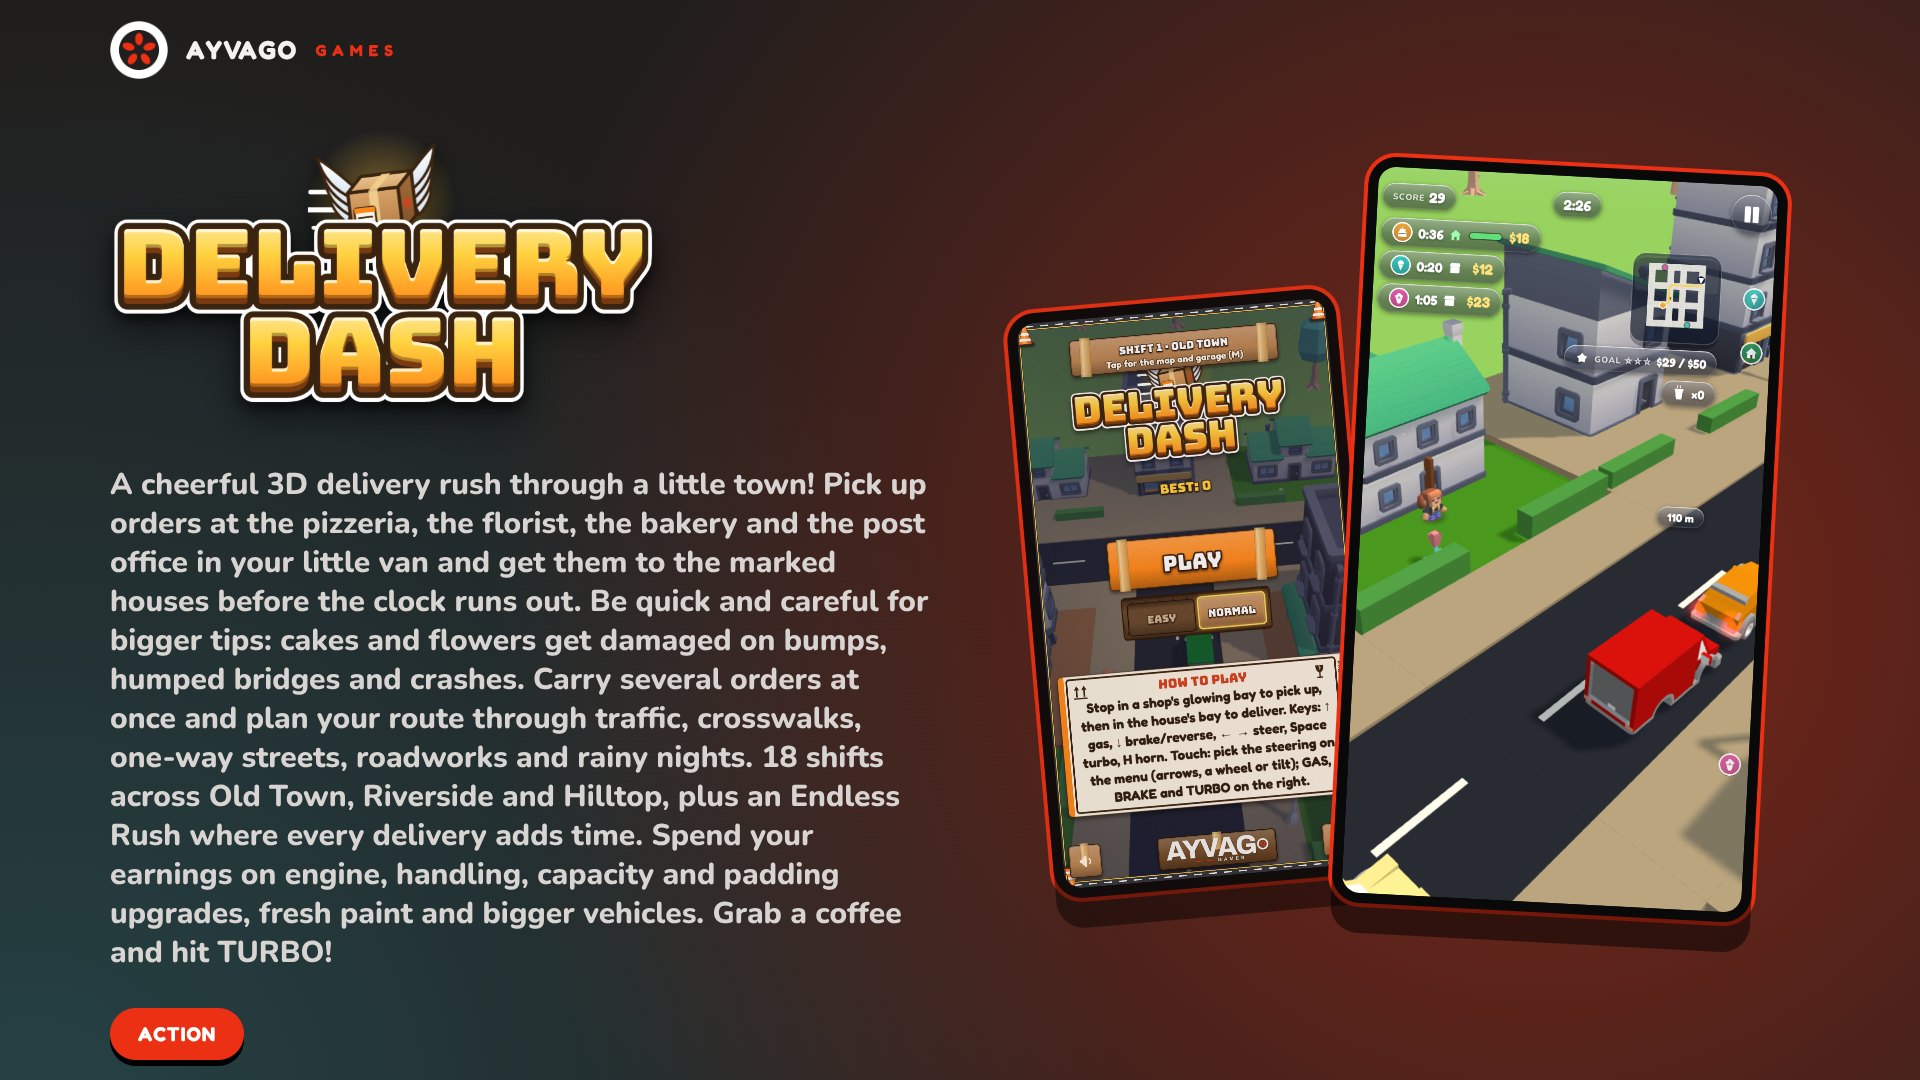 AYVAGO GAMES
DELIVERY
DASH
A cheerful 3D delivery rush through a little town! Pick up
orders at the pizzeria, the florist, the bakery and the post
office in your little van and get them to the marked
houses before the clock runs out. Be quick and careful for
bigger tips: cakes and flowers get damaged on bumps,
humped bridges and crashes. Carry several orders at
once and plan your route through traffic, crosswalks,
one-way streets, roadworks and rainy nights. 18 shifts
across Old Town, Riverside and Hilltop, plus an Endless
Rush where every delivery adds time. Spend your
earnings on engine, handling, capacity and padding
upgrades, fresh paint and bigger vehicles. Grab a coffee
and hit TURBO!
ACTION
SHIFT 1 · OLD TOWN
Tap for the map and garage (M)
DELIVERY
DASH
BEST: 0
PLAY
EASY NORMAL
HOW TO PLAY
Stop in a shop's glowing bay to pick up,
then in the house's bay to deliver. Keys: ↑
gas, ↓ brake/reverse, ← → steer, Space
turbo, H horn. Touch: pick the steering on
the menu (arrows, a wheel or tilt); GAS,
BRAKE and TURBO on the right.
AYVAGO
GAMES
SCORE 29
2:26
0:36 $18
0:20 $12
1:05 $23
GOAL ☆☆☆ $29 / $50
x0
110 m